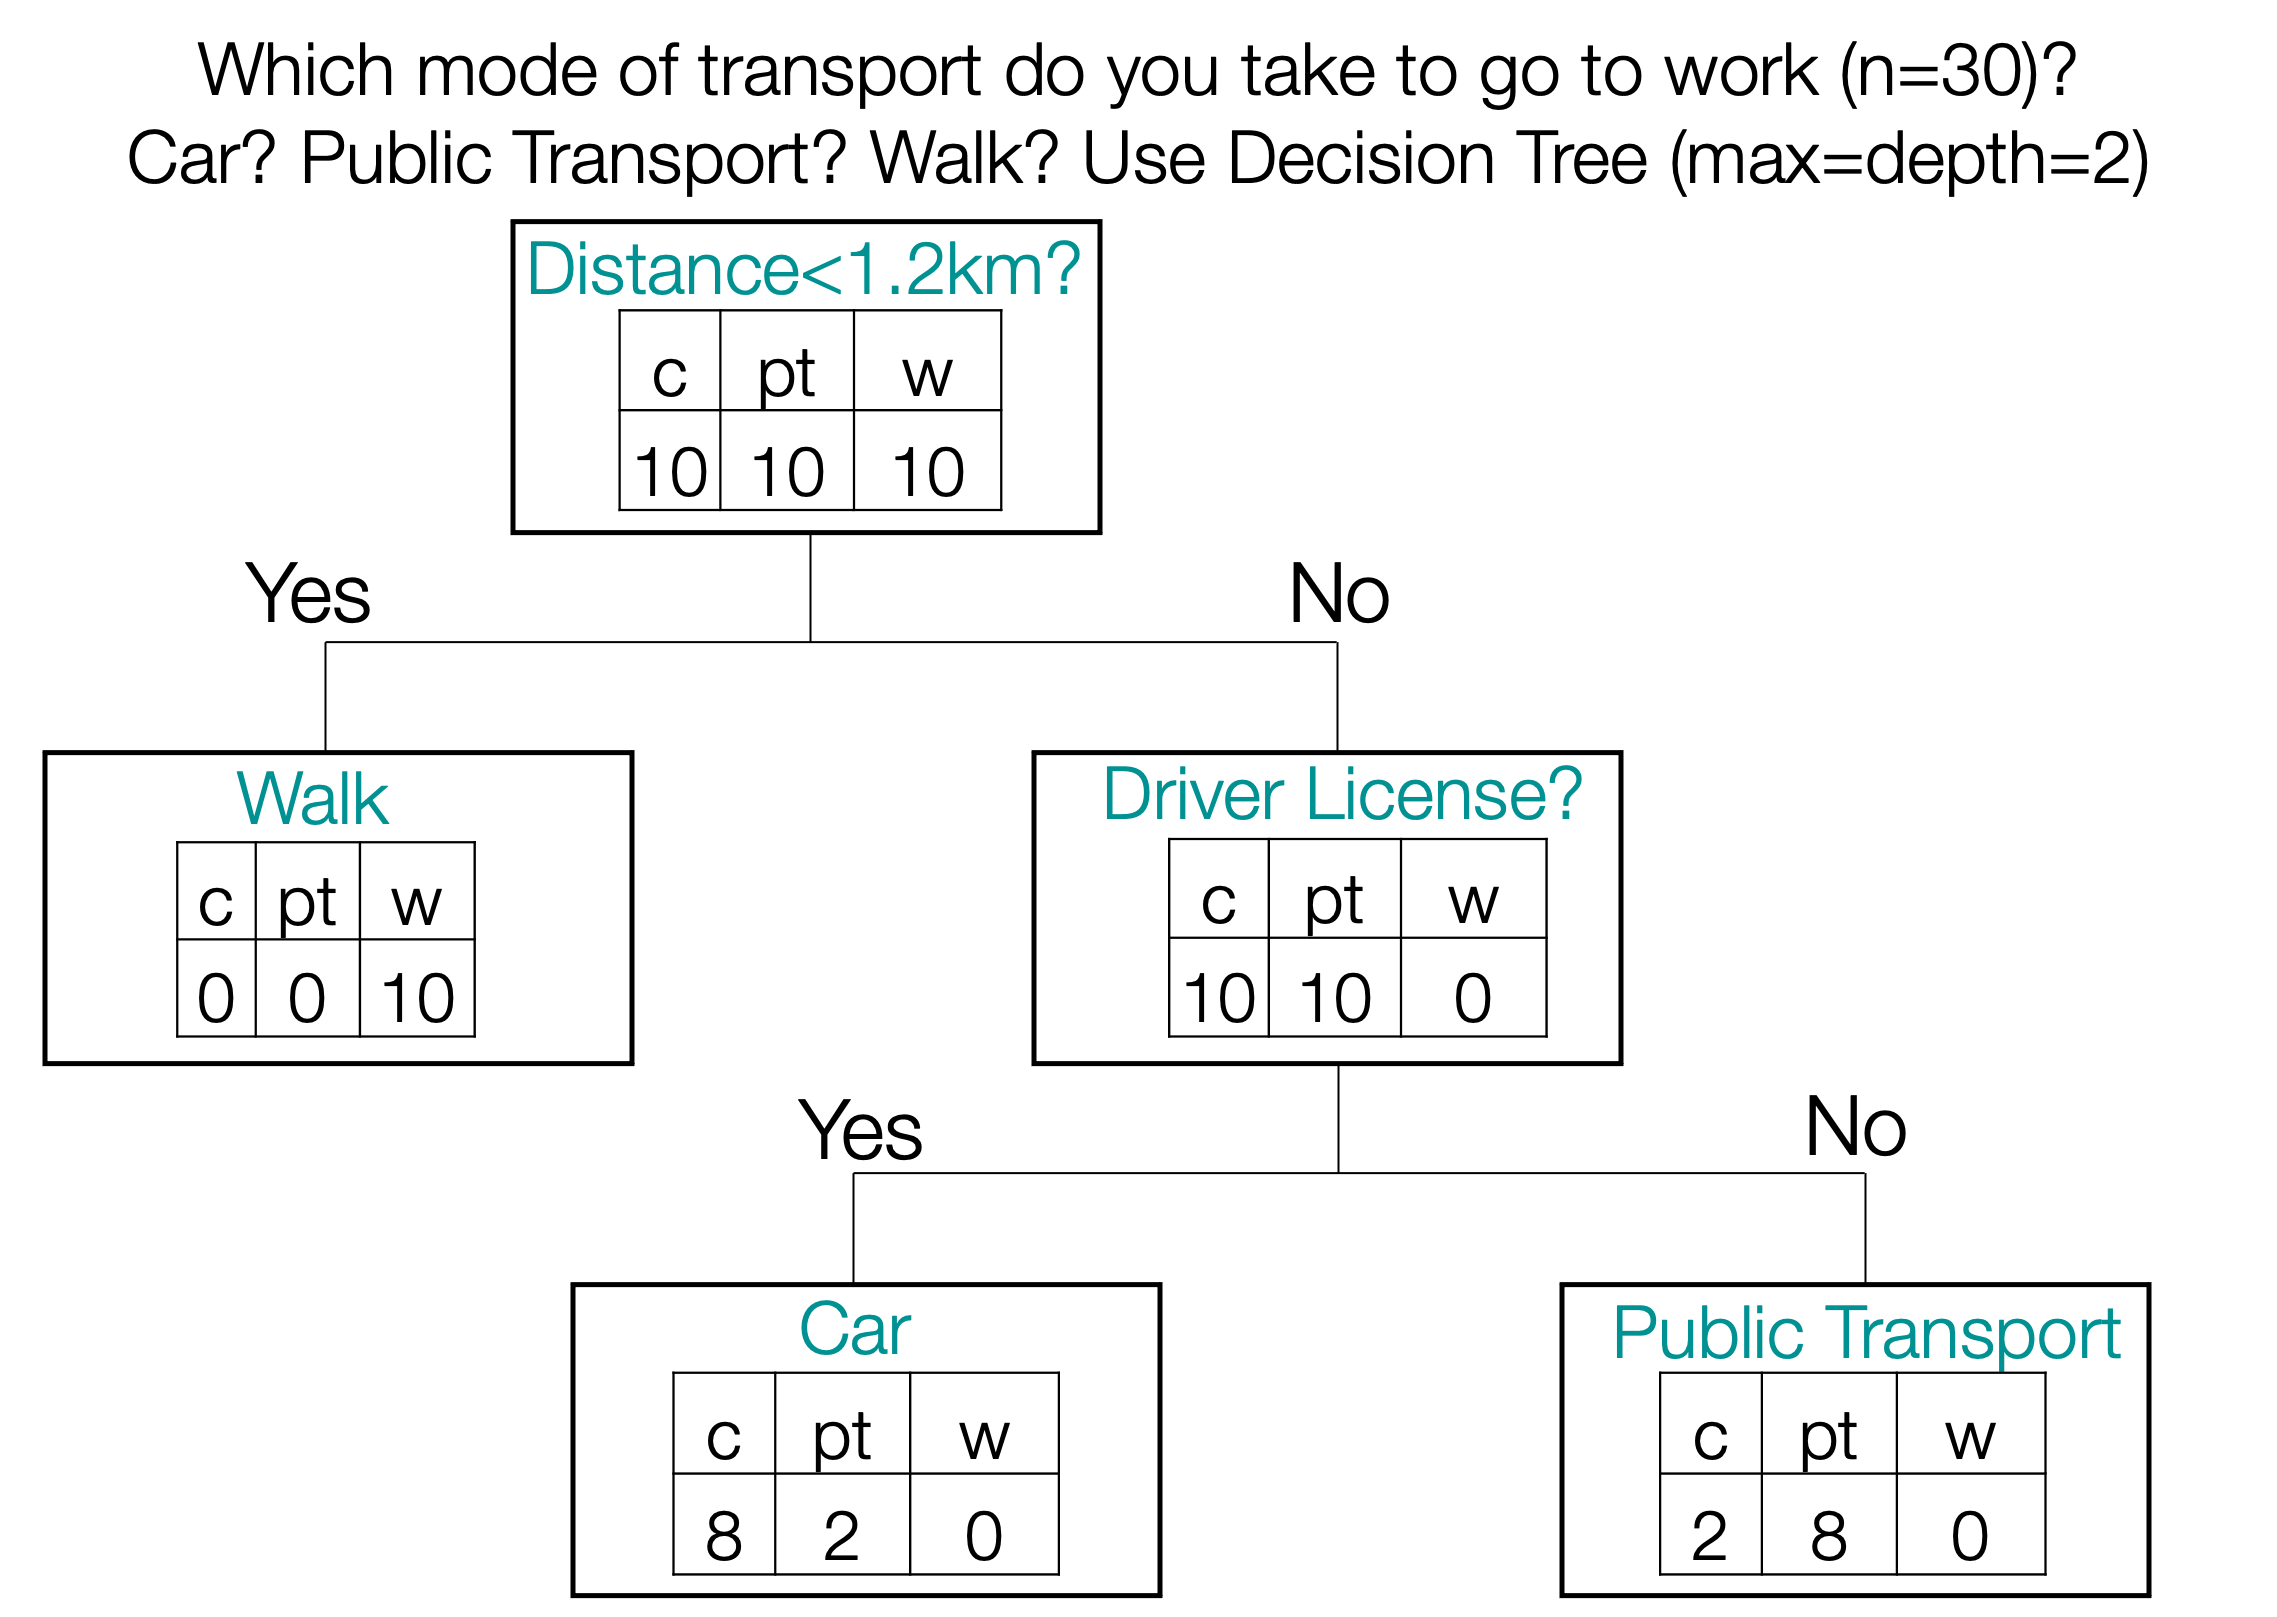 Which mode of transport do you take to go to work (n=30)?
Car? Public Transport? Walk? Use Decision Tree (max=depth=2)
Distance<1.2km?
c pt w
10 10 10
Yes No
Walk
c pt w
0 0 10
Driver License?
c pt w
10 10 0
Yes No
Car
c pt w
8 2 0
Public Transport
c pt w
2 8 0